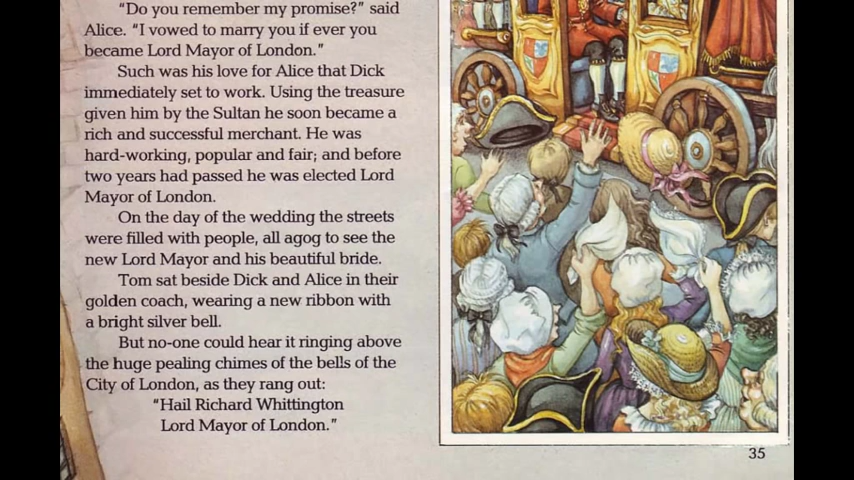 "Do you remember my promise?" said
Alice. "I vowed to marry you if ever you
became Lord Mayor of London."
Such was his love for Alice that Dick
immediately set to work. Using the treasure
given him by the Sultan he soon became a
rich and successful merchant. He was
hard-working, popular and fair; and before
two years had passed he was elected Lord
Mayor of London.
On the day of the wedding the streets
were filled with people, all agog to see the
new Lord Mayor and his beautiful bride.
Tom sat beside Dick and Alice in their
golden coach, wearing a new ribbon with
a bright silver bell.
But no-one could hear it ringing above
the huge pealing chimes of the bells of the
City of London, as they rang out:
"Hail Richard Whittington
Lord Mayor of London."
35